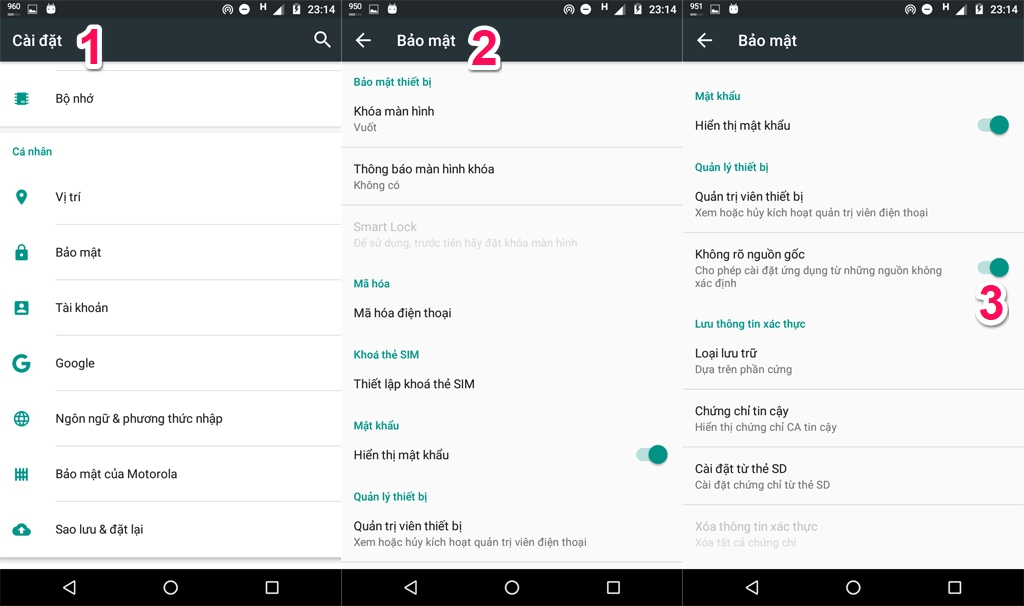 960
H
23:14
Cài đặt
1
Bộ nhớ
Cá nhân
Vị trí
Bảo mật
Tài khoản
Google
Ngôn ngữ & phương thức nhập
Bảo mật của Motorola
Sao lưu & đặt lại
950
H
23:14
Bảo mật
2
Bảo mật thiết bị
Khóa màn hình
Vuốt
Thông báo màn hình khóa
Không có
Smart Lock
Để sử dụng, trước tiên hãy đặt khóa màn hình
Mã hóa
Mã hóa điện thoại
Khoá thẻ SIM
Thiết lập khoá thẻ SIM
Mật khẩu
Hiển thị mật khẩu
Quản lý thiết bị
Quản trị viên thiết bị
Xem hoặc hủy kích hoạt quản trị viên điện thoại
951
H
23:14
Bảo mật
Mật khẩu
Hiển thị mật khẩu
Quản lý thiết bị
Quản trị viên thiết bị
Xem hoặc hủy kích hoạt quản trị viên điện thoại
Không rõ nguồn gốc
Cho phép cài đặt ứng dụng từ những nguồn không
xác định
3
Lưu thông tin xác thực
Loại lưu trữ
Dựa trên phần cứng
Chứng chỉ tin cậy
Hiển thị chứng chỉ CA tin cậy
Cài đặt từ thẻ SD
Cài đặt chứng chỉ từ thẻ SD
Xóa thông tin xác thực
Xóa tất cả chứng chỉ